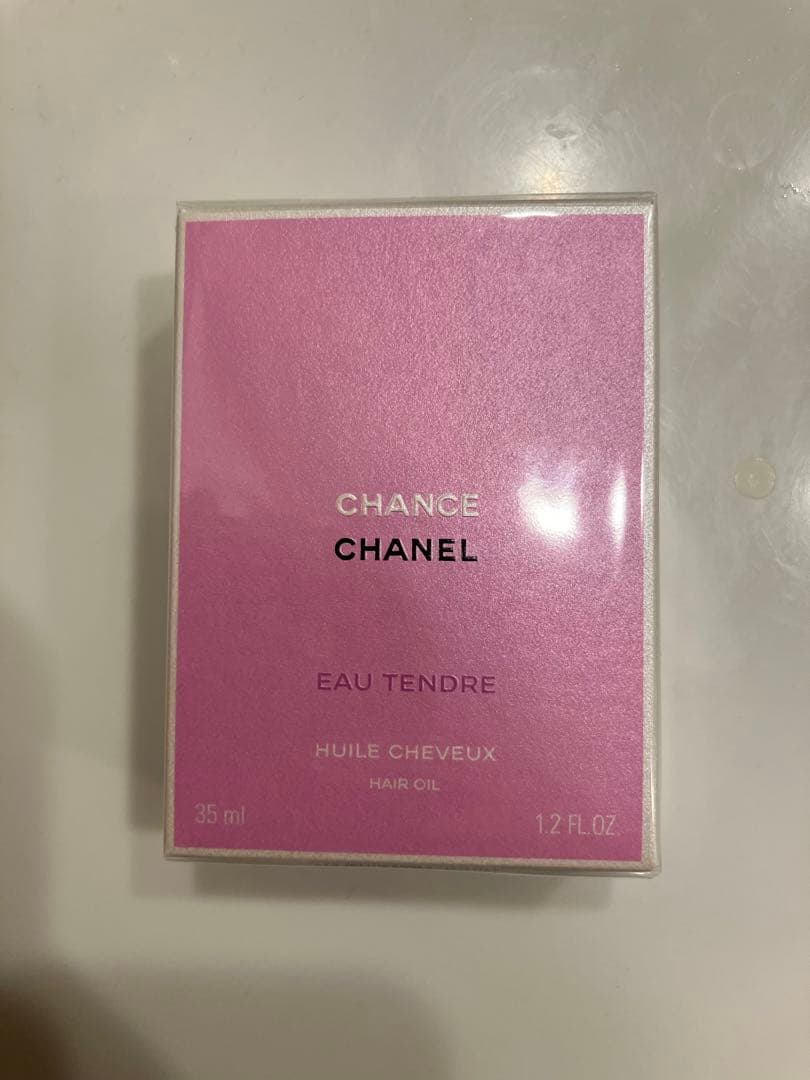 CHANCE
CHANEL
EAU TENDRE
HUILE CHEVEUX
HAIR OIL
35 ml 1.2 FL.OZ.